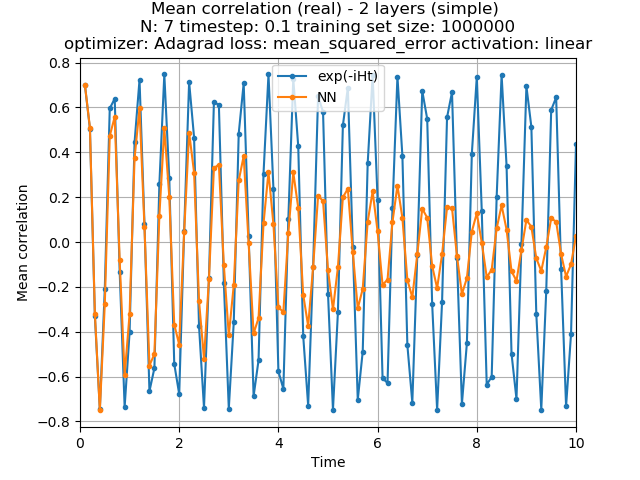 Mean correlation (real) - 2 layers (simple)
N: 7 timestep: 0.1 training set size: 1000000
optimizer: Adagrad loss: mean_squared_error activation: linear
exp(-iHt)
NN
Mean correlation
0.8
0.6
0.4
0.2
0.0
−0.2
−0.4
−0.6
−0.8
0 2 4 6 8 10
Time